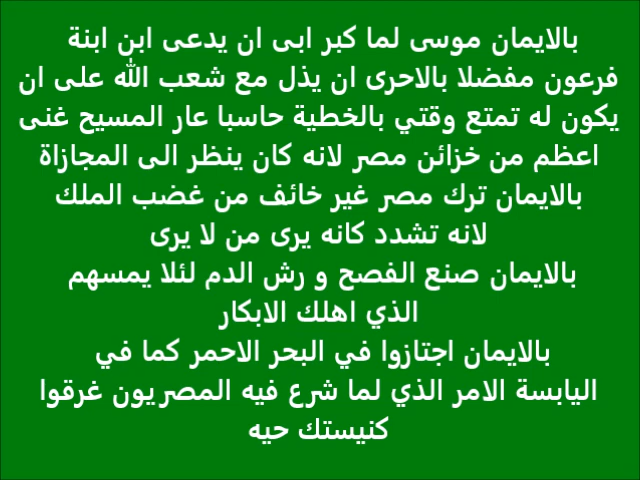 بالايمان موسى لما كبر ابى ان يدعى ابن ابنة
فرعون مفضلا بالاحرى ان يذل مع شعب الله على ان
يكون له تمتع وقتي بالخطية حاسبا عار المسيح غنى
اعظم من خزائن مصر لانه كان ينظر الى المجازاة
بالايمان ترك مصر غير خائف من غضب الملك
لانه تشدد كانه يرى من لا يرى
بالايمان صنع الفصح و رش الدم لئلا يمسهم
الذي اهلك الابكار
بالايمان اجتازوا في البحر الاحمر كما في
اليابسة الامر الذي لما شرع فيه المصريون غرقوا
كنيستك حيه